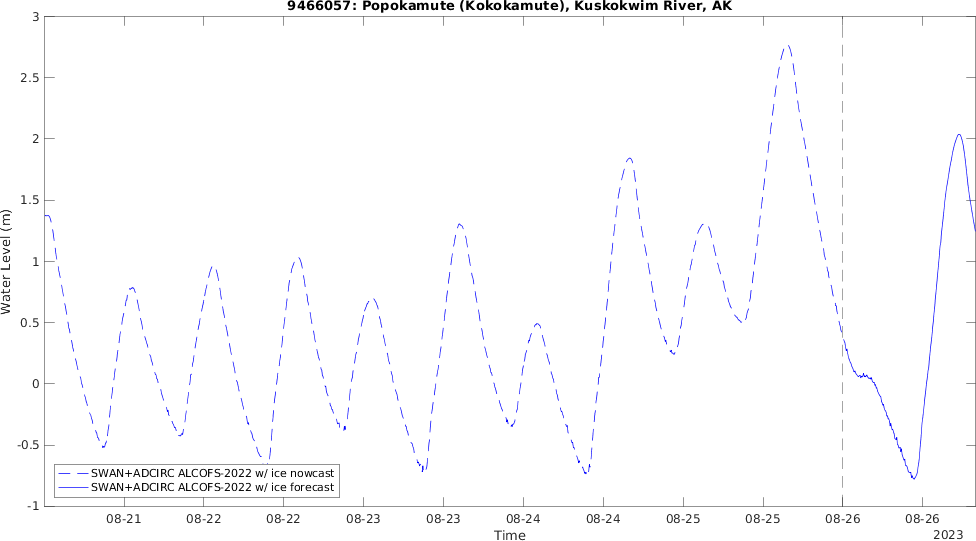 9466057: Popokamute (Kokokamute), Kuskokwim River, AK
3
2.5
2
1.5
1
0.5
0
-0.5
-1
Water Level (m)
SWAN+ADCIRC ALCOFS-2022 w/ ice nowcast
SWAN+ADCIRC ALCOFS-2022 w/ ice forecast
08-21 08-22 08-22 08-23 08-23 08-24 08-24 08-25 08-25 08-26 08-26
Time
2023